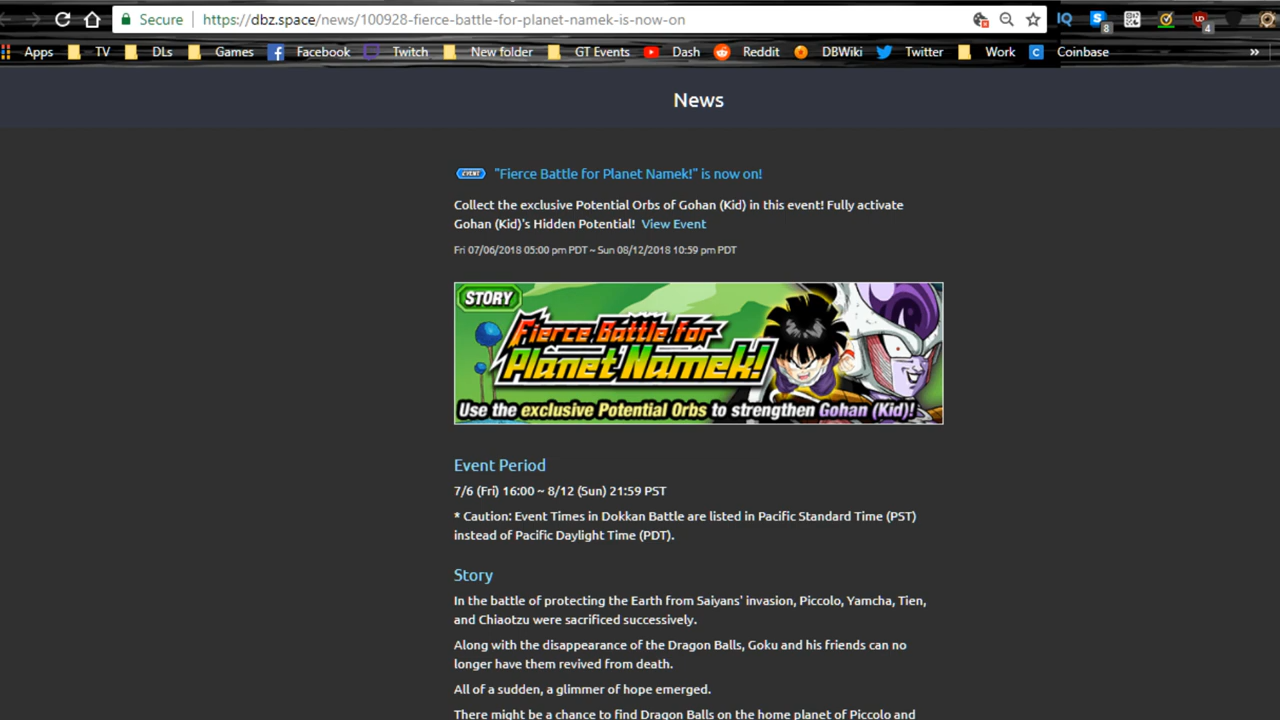 Secure https://dbz.space/news/100928-fierce-battle-for-planet-namek-is-now-on
IQ S 8 UD 4
Apps TV DLs Games Facebook Twitch New folder GT Events Dash Reddit DBWiki Twitter Work C Coinbase »
News
EVENT "Fierce Battle for Planet Namek!" is now on!
Collect the exclusive Potential Orbs of Gohan (Kid) in this event! Fully activate
Gohan (Kid)'s Hidden Potential! View Event
Fri 07/06/2018 05:00 pm PDT ~ Sun 08/12/2018 10:59 pm PDT
STORY
Fierce Battle for
Planet Namek!
Use the exclusive Potential Orbs to strengthen Gohan (Kid)!
Event Period
7/6 (Fri) 16:00 ~ 8/12 (Sun) 21:59 PST
* Caution: Event Times in Dokkan Battle are listed in Pacific Standard Time (PST)
instead of Pacific Daylight Time (PDT).
Story
In the battle of protecting the Earth from Saiyans' invasion, Piccolo, Yamcha, Tien,
and Chiaotzu were sacrificed successively.
Along with the disappearance of the Dragon Balls, Goku and his friends can no
longer have them revived from death.
All of a sudden, a glimmer of hope emerged.
There might be a chance to find Dragon Balls on the home planet of Piccolo and